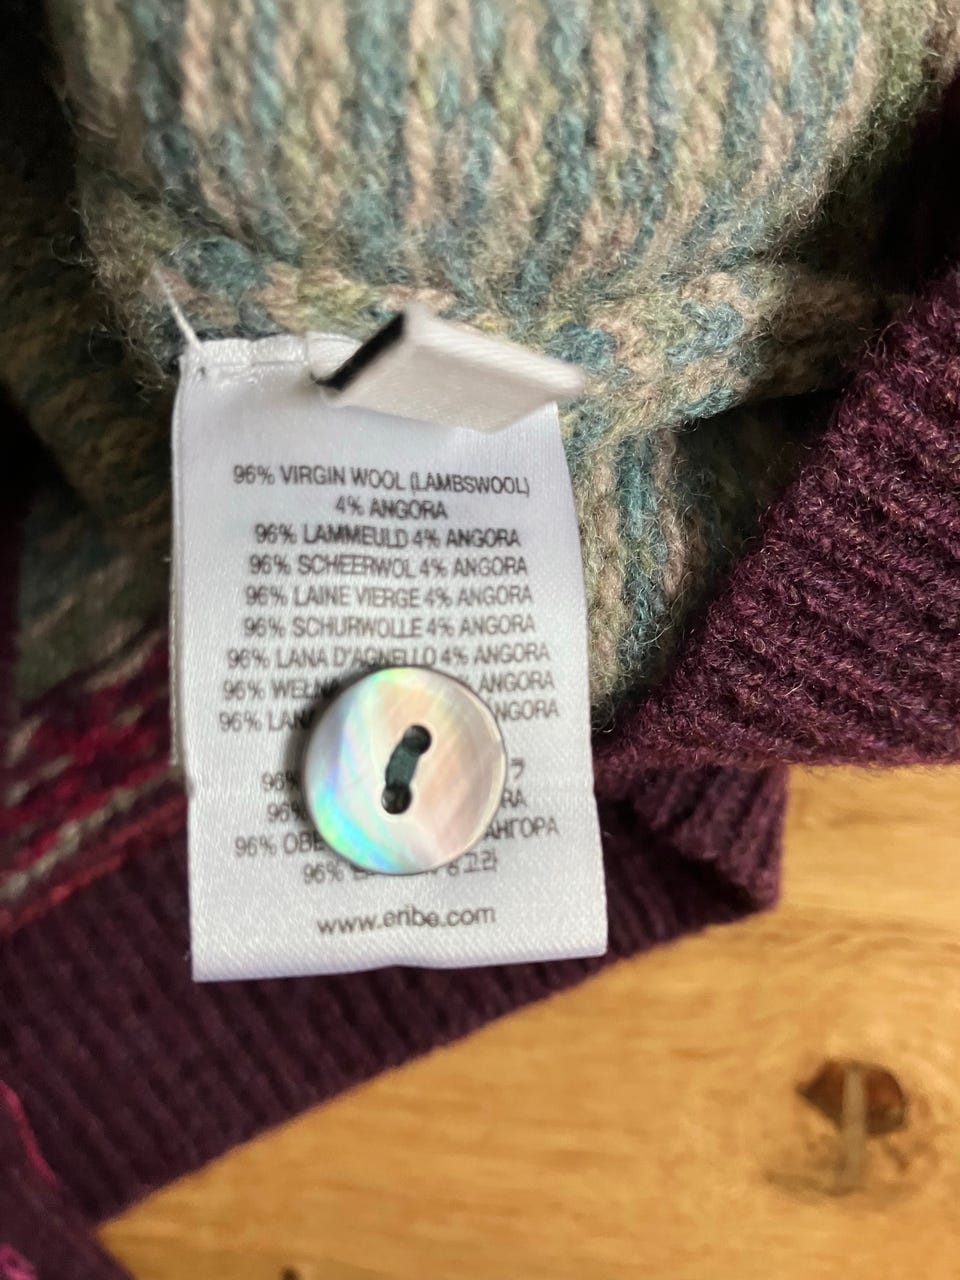 96% VIRGIN WOOL (LAMBSWOOL)
4% ANGORA
96% LAMMEULD 4% ANGORA
96% SCHEERWOL 4% ANGORA
96% LAINE VIERGE 4% ANGORA
96% SCHURWOLLE 4% ANGORA
96% LANA D'AGNELLO 4% ANGORA
96% ANGORA
96%
96%
96%
96% АНГОРА
96%
www.eribe.com